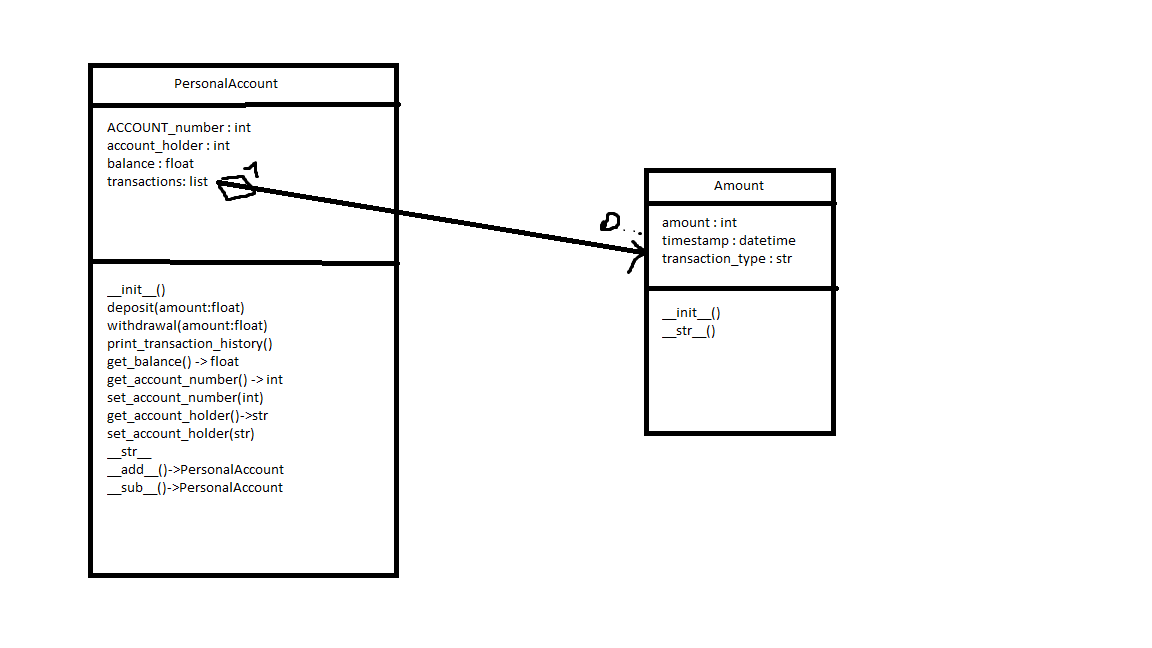 PersonalAccount
ACCOUNT_number : int
account_holder : int
balance : float
transactions: list
1
__init__()
deposit(amount:float)
withdrawal(amount:float)
print_transaction_history()
get_balance() -> float
get_account_number() -> int
set_account_number(int)
get_account_holder()->str
set_account_holder(str)
__str__
__add__()->PersonalAccount
__sub__()->PersonalAccount
0...
Amount
amount : int
timestamp : datetime
transaction_type : str
__init__()
__str__()